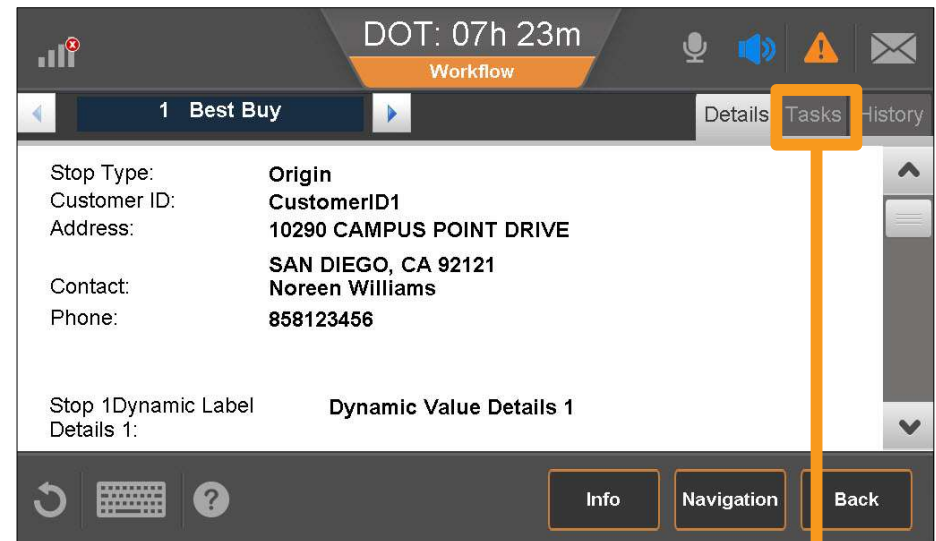 DOT: 07h 23m
Workflow
1 Best Buy
Details Tasks History
Stop Type: Origin
Customer ID: CustomerID1
Address: 10290 CAMPUS POINT DRIVE
SAN DIEGO, CA 92121
Contact: Noreen Williams
Phone: 858123456
Stop 1Dynamic Label Dynamic Value Details 1
Details 1:
Info Navigation Back